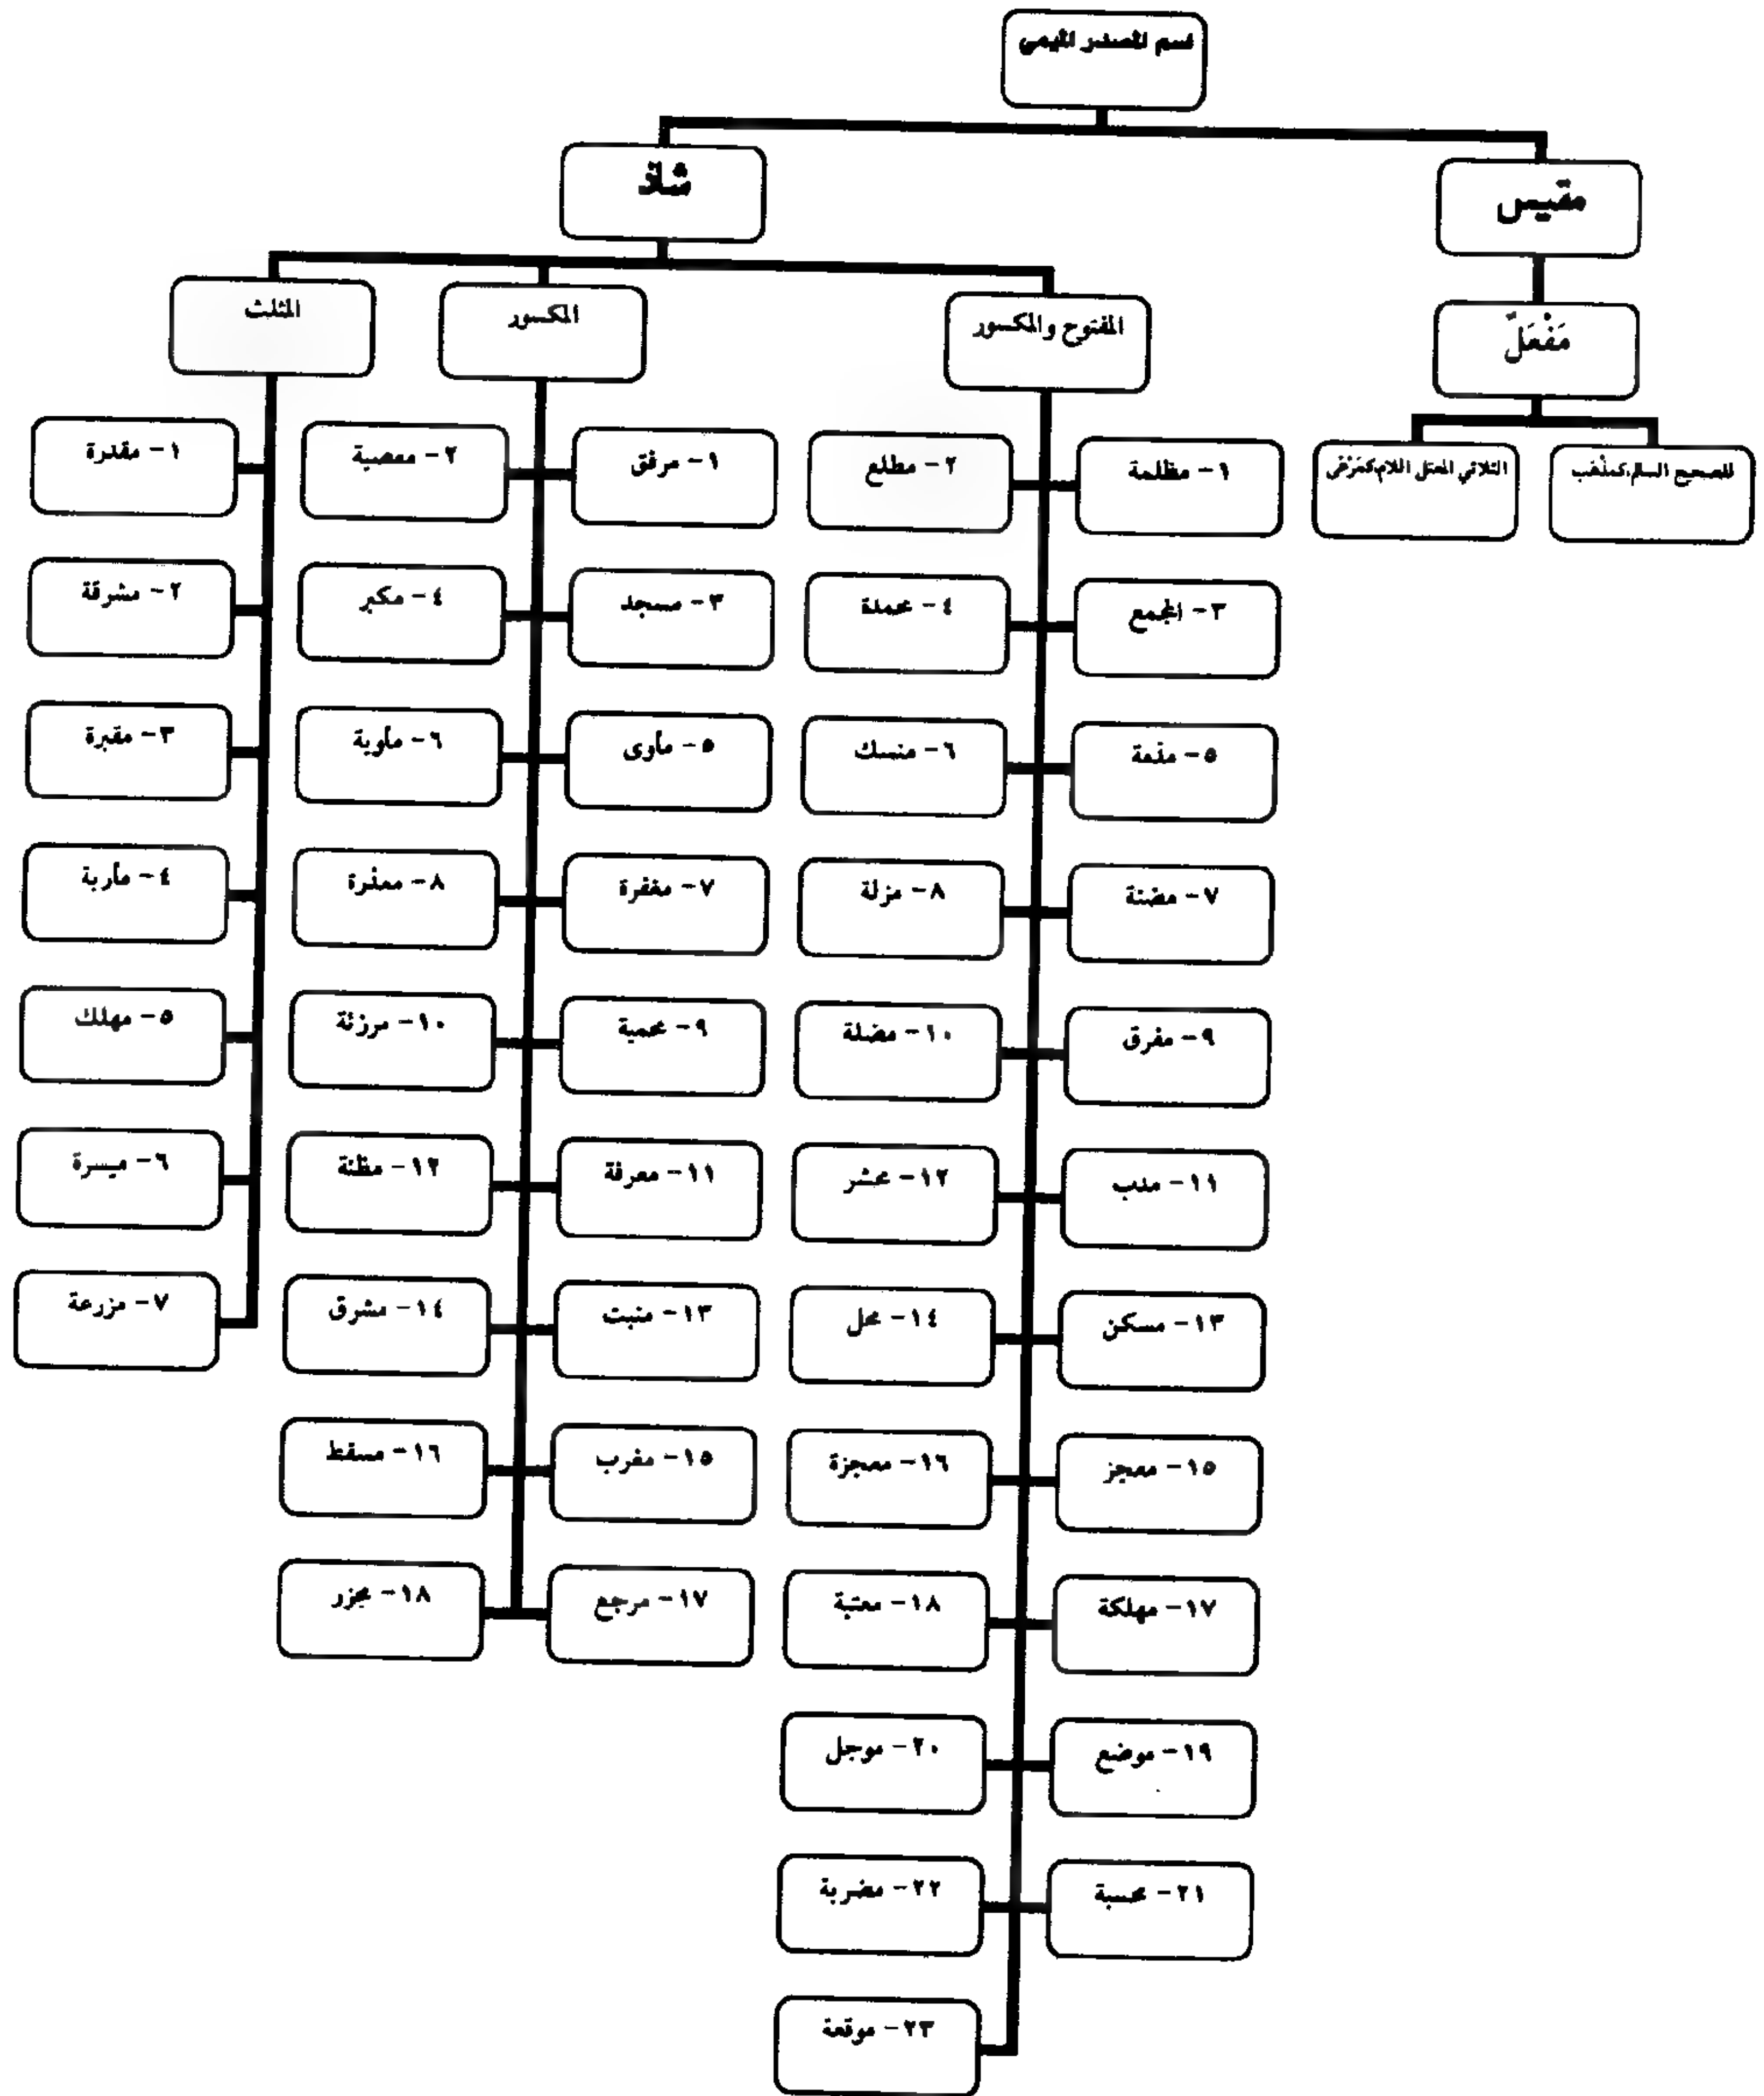 اسم المصدر الميمي
مقيس
شاذ
مَفْعَلٌ
المفتوح والمكسور
المكسور
المثلث
للصحيح السالم،كمَذْهَب
الثلاثي المعتل اللام،كمَرْمَى
١- مظلمة
٢- مطلع
٣- المجمع
٤- محمدة
٥- مذمة
٦- منسك
٧- مضنة
٨- مزلة
٩- مفرق
١٠- مضلة
١١- مدب
١٢- محشر
١٣- مسكن
١٤- محل
١٥- معجز
١٦- معجزة
١٧- مهلكة
١٨- معتبة
١٩- موضع
٢٠- موجل
٢١- محسبة
٢٢- مضربة
٢٣- موقعة
١- مرفق
٢- معصية
٣- مسجد
٤- مكبر
٥- مأوى
٦- مأوية
٧- مغفرة
٨- معذرة
٩- محمية
١٠- مرزئة
١١- معرفة
١٢- مظنة
١٣- منبت
١٤- مشرق
١٥- مغرب
١٦- مسقط
١٧- مرجع
١٨- مجزر
١- مقدرة
٢- مشرقة
٣- مقبرة
٤- مأربة
٥- مهلك
٦- ميسرة
٧- مزرعة